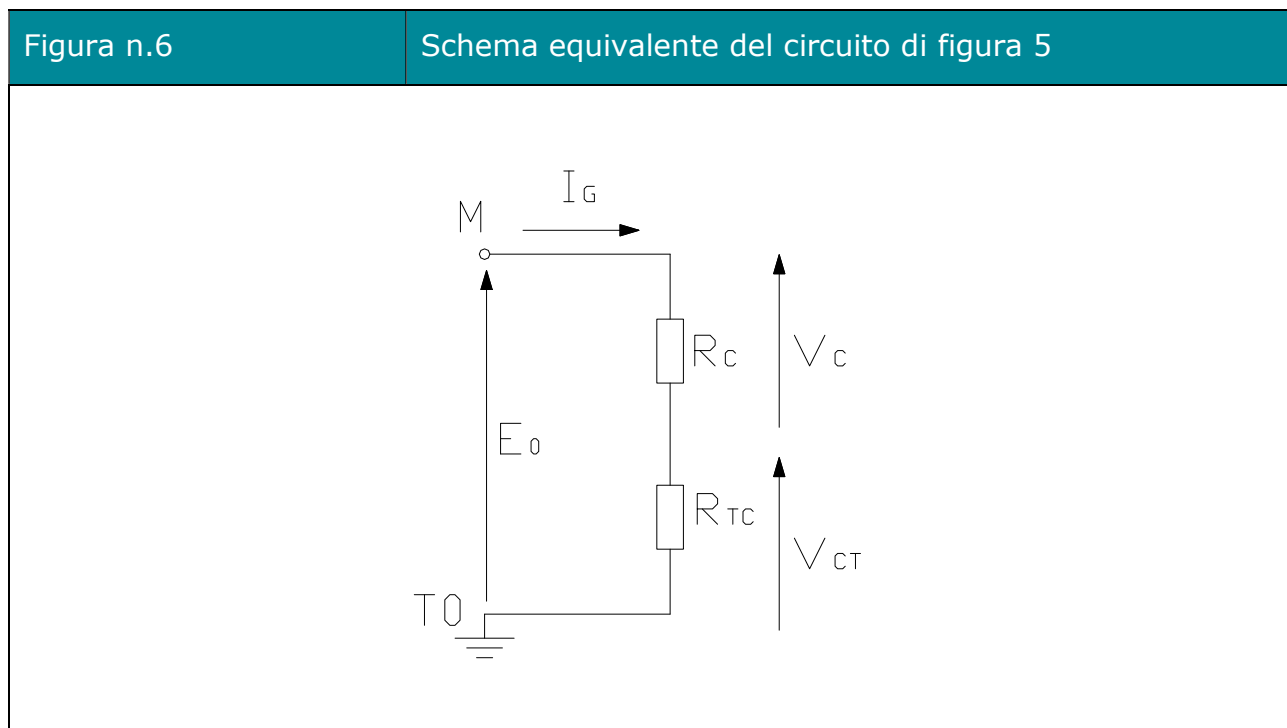 Figura n.6
Schema equivalente del circuito di figura 5
IG
M
RC
VC
E0
RTC
VCT
T0